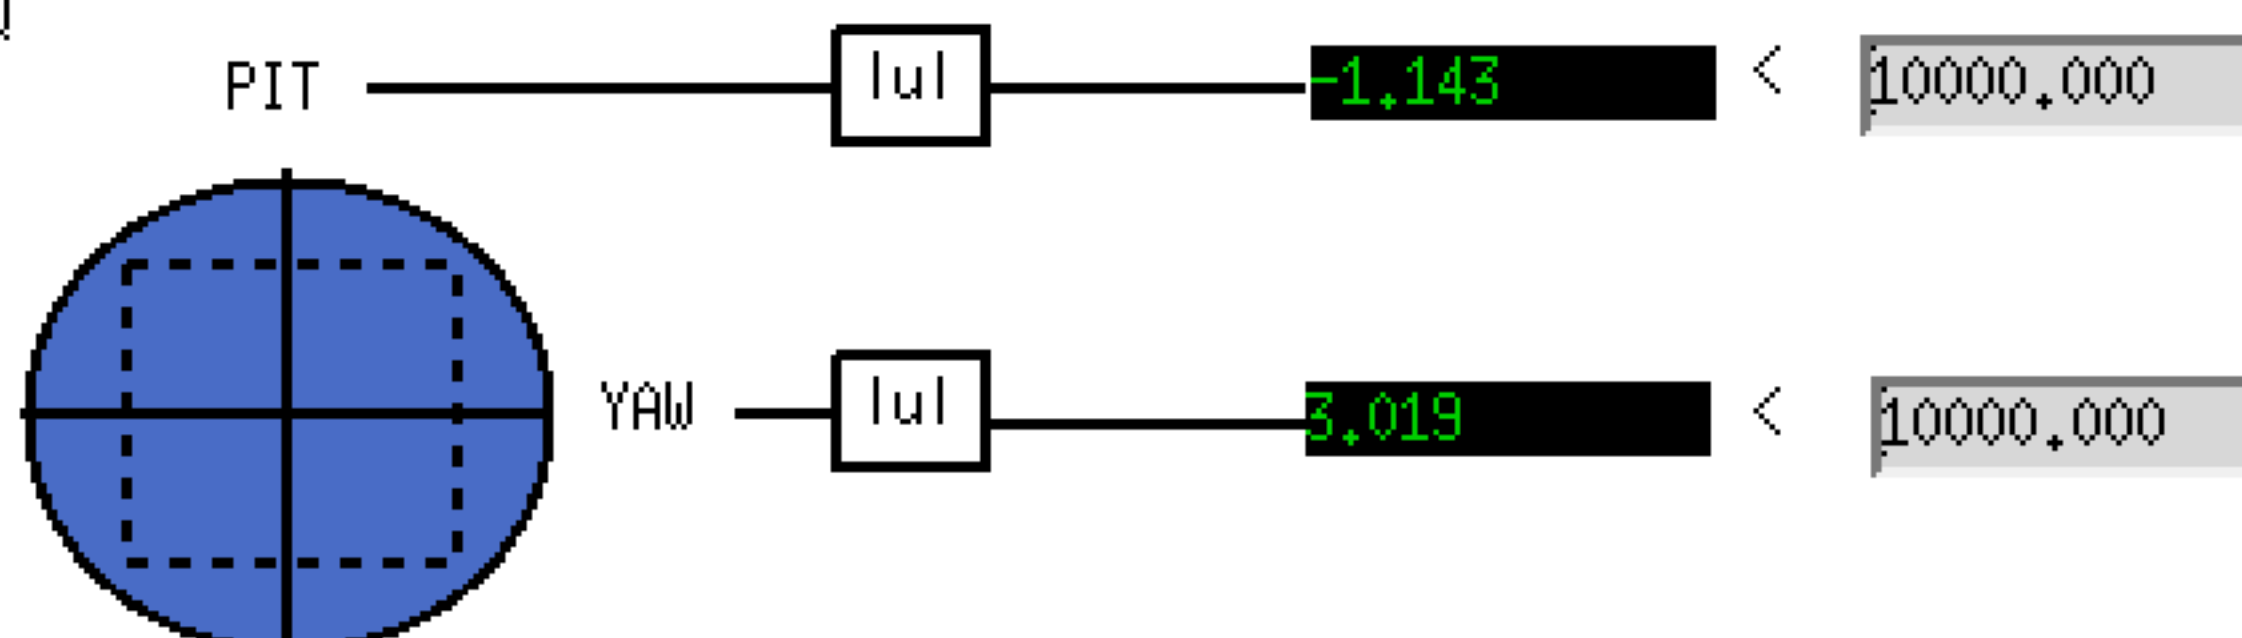 PIT |u| -1.143 < 10000.000
YAW |u| 3.019 < 10000.000